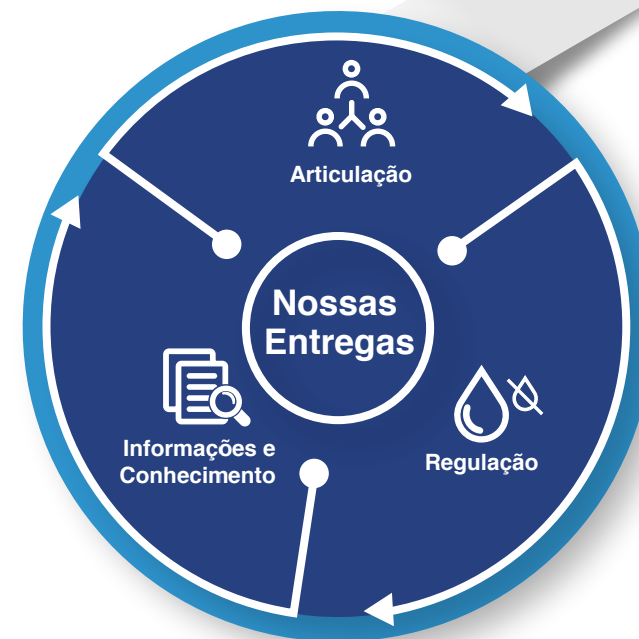 Articulação
Nossas
Entregas
Informações e
Conhecimento
Regulação